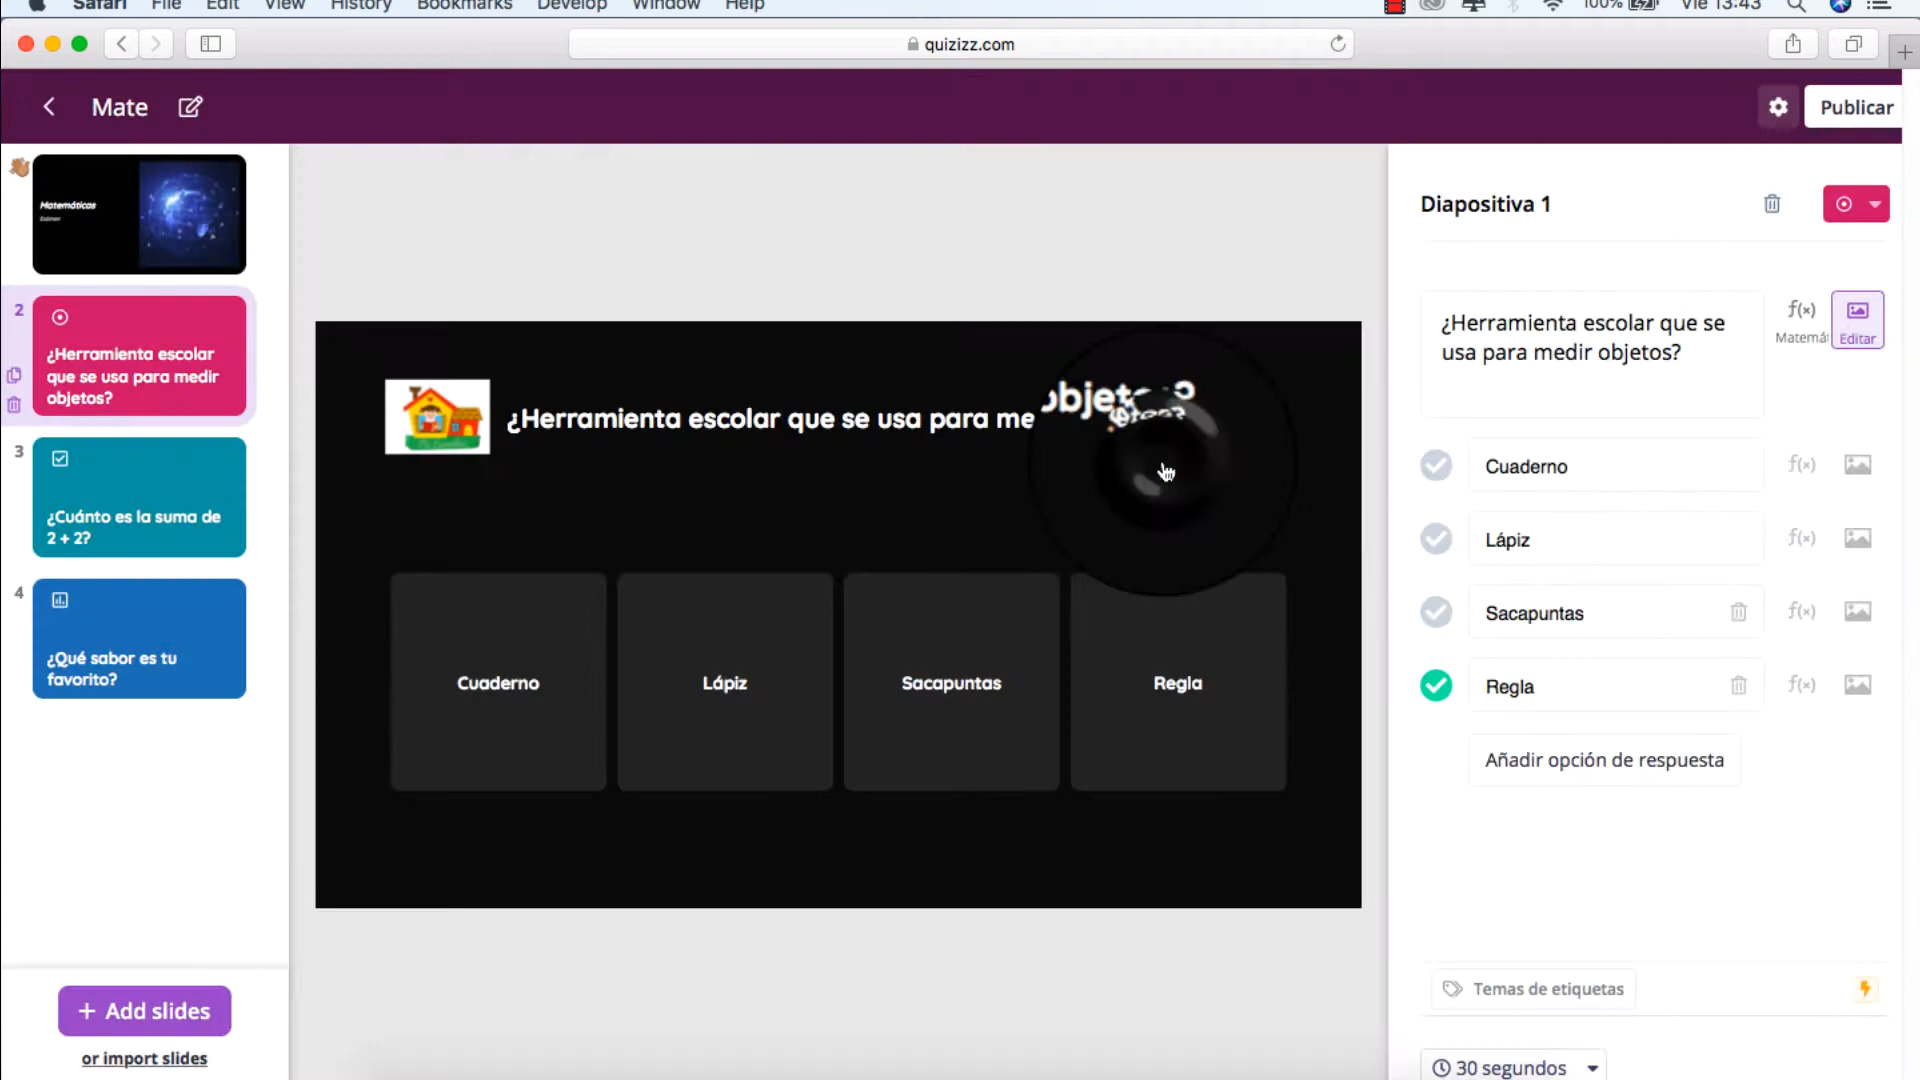 Safari File Edit View History Bookmarks Develop Window Help 100% Vie 13:43
quizizz.com
Mate
Publicar
Matemáticas
2
¿Herramienta escolar
que se usa para medir
objetos?
3
¿Cuánto es la suma de
2 + 2?
4
¿Qué sabor es tu
favorito?
+ Add slides
or import slides
¿Herramienta escolar que se usa para me
objetos?
Cuaderno
Lápiz
Sacapuntas
Regla
Diapositiva 1
¿Herramienta escolar que se
usa para medir objetos?
f(x)
Matemá
Editar
Cuaderno f(x)
Lápiz f(x)
Sacapuntas f(x)
Regla f(x)
Añadir opción de respuesta
Temas de etiquetas
30 segundos